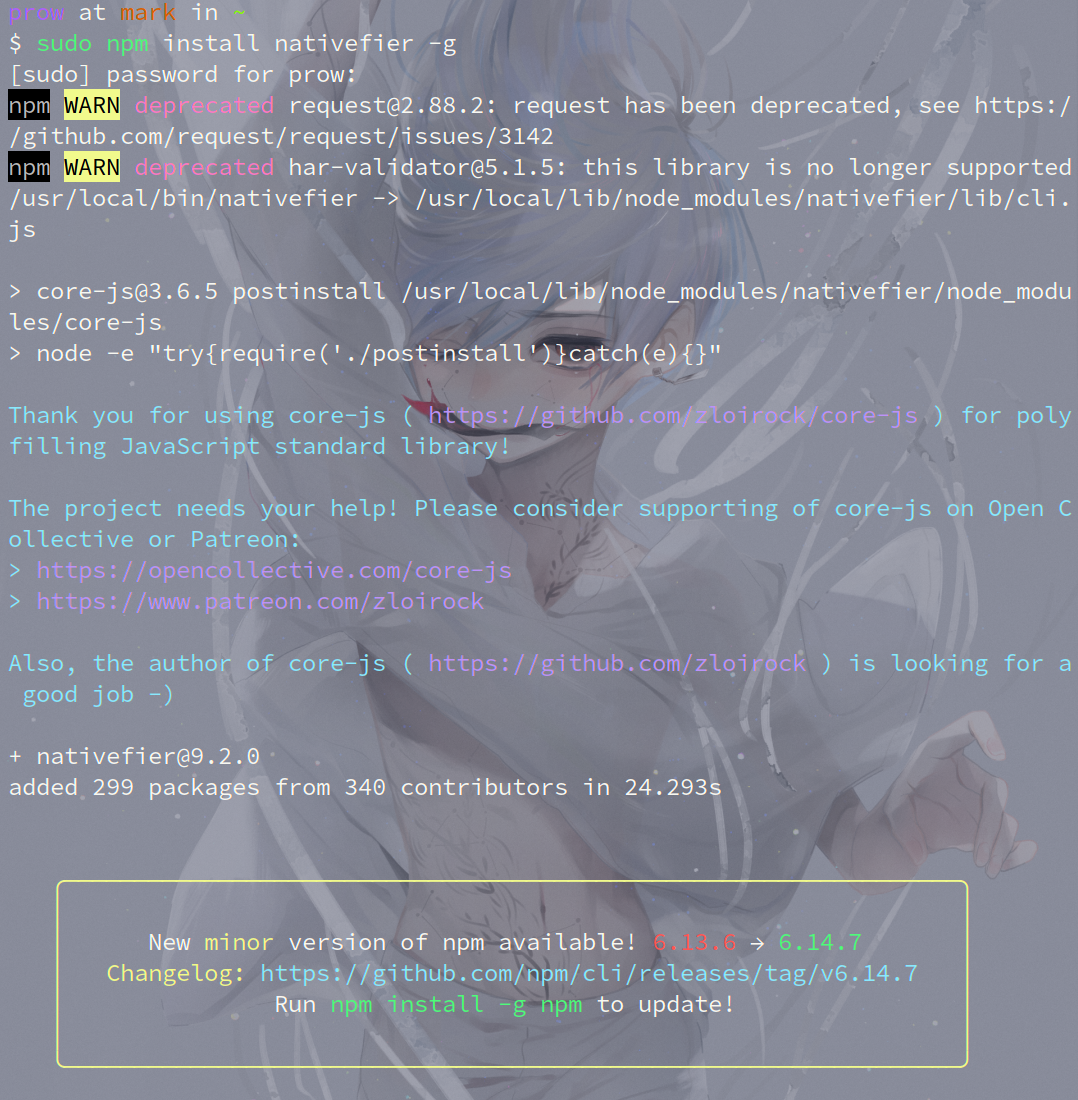 prow at mark in ~
$ sudo npm install nativefier -g
[sudo] password for prow:
npm WARN deprecated request@2.88.2: request has been deprecated, see https:/
/github.com/request/request/issues/3142
npm WARN deprecated har-validator@5.1.5: this library is no longer supported
/usr/local/bin/nativefier -> /usr/local/lib/node_modules/nativefier/lib/cli.
js
> core-js@3.6.5 postinstall /usr/local/lib/node_modules/nativefier/node_modu
les/core-js
> node -e "try{require('./postinstall')}catch(e){}"
Thank you for using core-js ( https://github.com/zloirock/core-js ) for poly
filling JavaScript standard library!
The project needs your help! Please consider supporting of core-js on Open C
ollective or Patreon:
> https://opencollective.com/core-js
> https://www.patreon.com/zloirock
Also, the author of core-js ( https://github.com/zloirock ) is looking for a
 good job -)
+ nativefier@9.2.0
added 299 packages from 340 contributors in 24.293s
New minor version of npm available! 6.13.6 → 6.14.7
Changelog: https://github.com/npm/cli/releases/tag/v6.14.7
Run npm install -g npm to update!